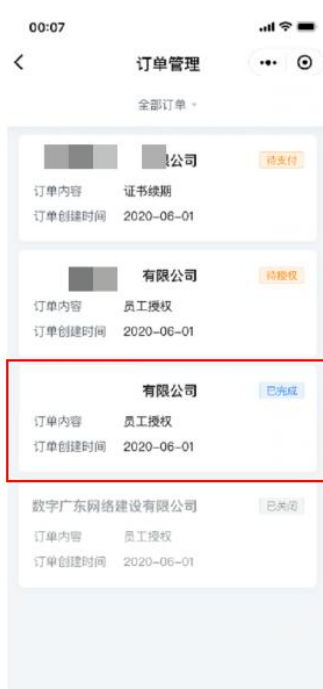 00:07
订单管理
全部订单
公司 待支付
订单内容 证书续期
订单创建时间 2020-06-01
有限公司 待授权
订单内容 员工授权
订单创建时间 2020-06-01
有限公司 已完成
订单内容 员工授权
订单创建时间 2020-06-01
数字广东网络建设有限公司 已关闭
订单内容 员工授权
订单创建时间 2020-06-01